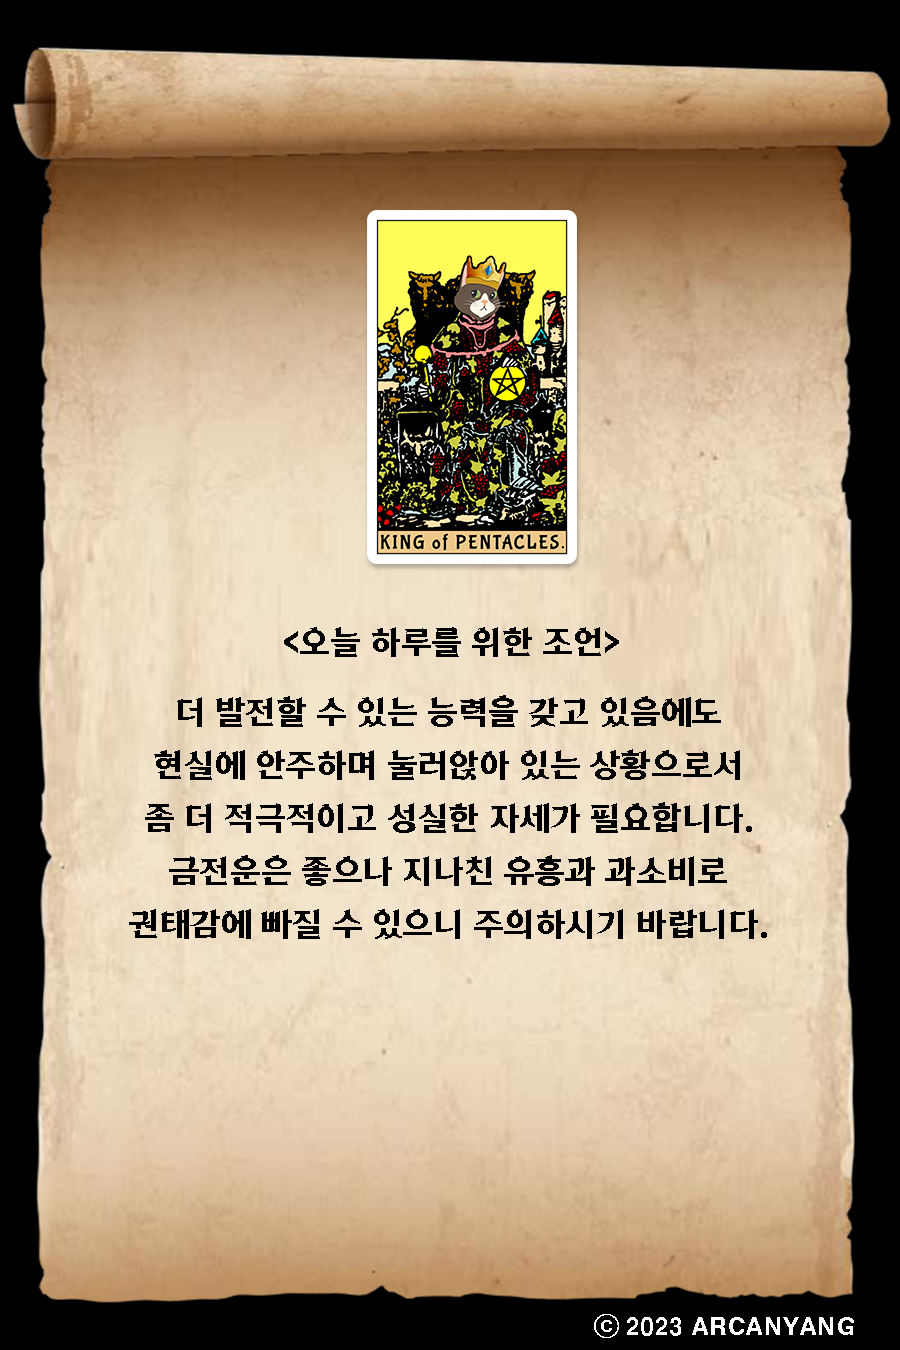 KING of PENTACLES.
<오늘 하루를 위한 조언>
더 발전할 수 있는 능력을 갖고 있음에도
현실에 안주하며 눌러앉아 있는 상황으로서
좀 더 적극적이고 성실한 자세가 필요합니다.
금전운은 좋으나 지나친 유흥과 과소비로
권태감에 빠질 수 있으니 주의하시기 바랍니다.
© 2023 ARCANYANG